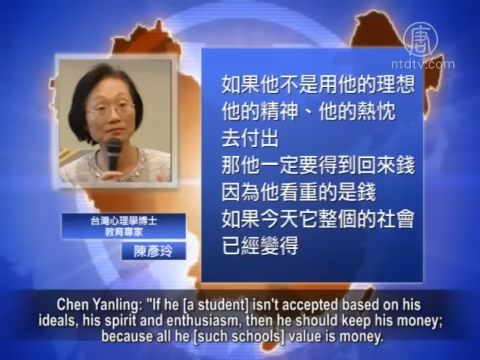 唐
ntdtv.com
如果他不是用他的理想
他的精神、他的熱忱
去付出
那他一定要得到回來錢
因為他看重的是錢
如果今天它整個的社會
已經變得
台灣心理學博士
教育專家
陳彥玲
Chen Yanling: "If he [a student] isn't accepted based on his
ideals, his spirit and enthusiasm, then he should keep his money;
because all he [such schools] value is money.